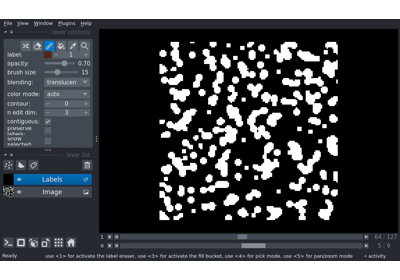 File View Window Plugins Help
layer controls
label: 1
opacity: 0.70
brush size: 15
blending: translucen
color mode: auto
contour: 0
n edit dim: 3
contiguous:
preserve labels:
show selected:
layer list
Labels
Image
1 64 127
0 5 9
Ready
use <1> for activate the label eraser, use <3> for activate the fill bucket, use <4> for pick mode, use <5> for pan/zoom mode
activity